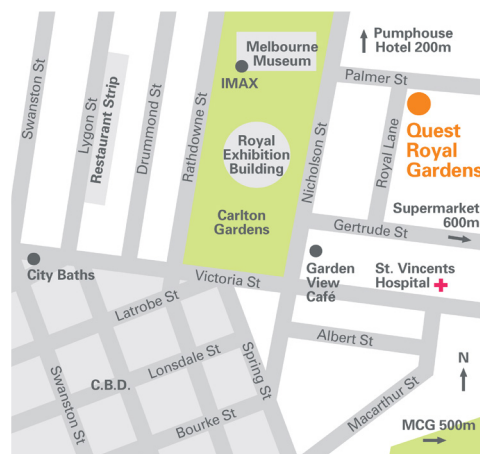 Pumphouse
Hotel 200m
Melbourne
Museum
IMAX
Palmer St
Swanston St
Lygon St
Restaurant Strip
Drummond St
Rathdowne St
Nicholson St
Royal Lane
Quest
Royal
Gardens
Royal
Exhibition
Building
Carlton
Gardens
Supermarket
600m
Gertrude St
City Baths
Victoria St
Garden
View
Café
St. Vincents
Hospital
Latrobe St
Albert St
Lonsdale St
Spring St
C.B.D.
Swanston St
Bourke St
Macarthur St
N
MCG 500m